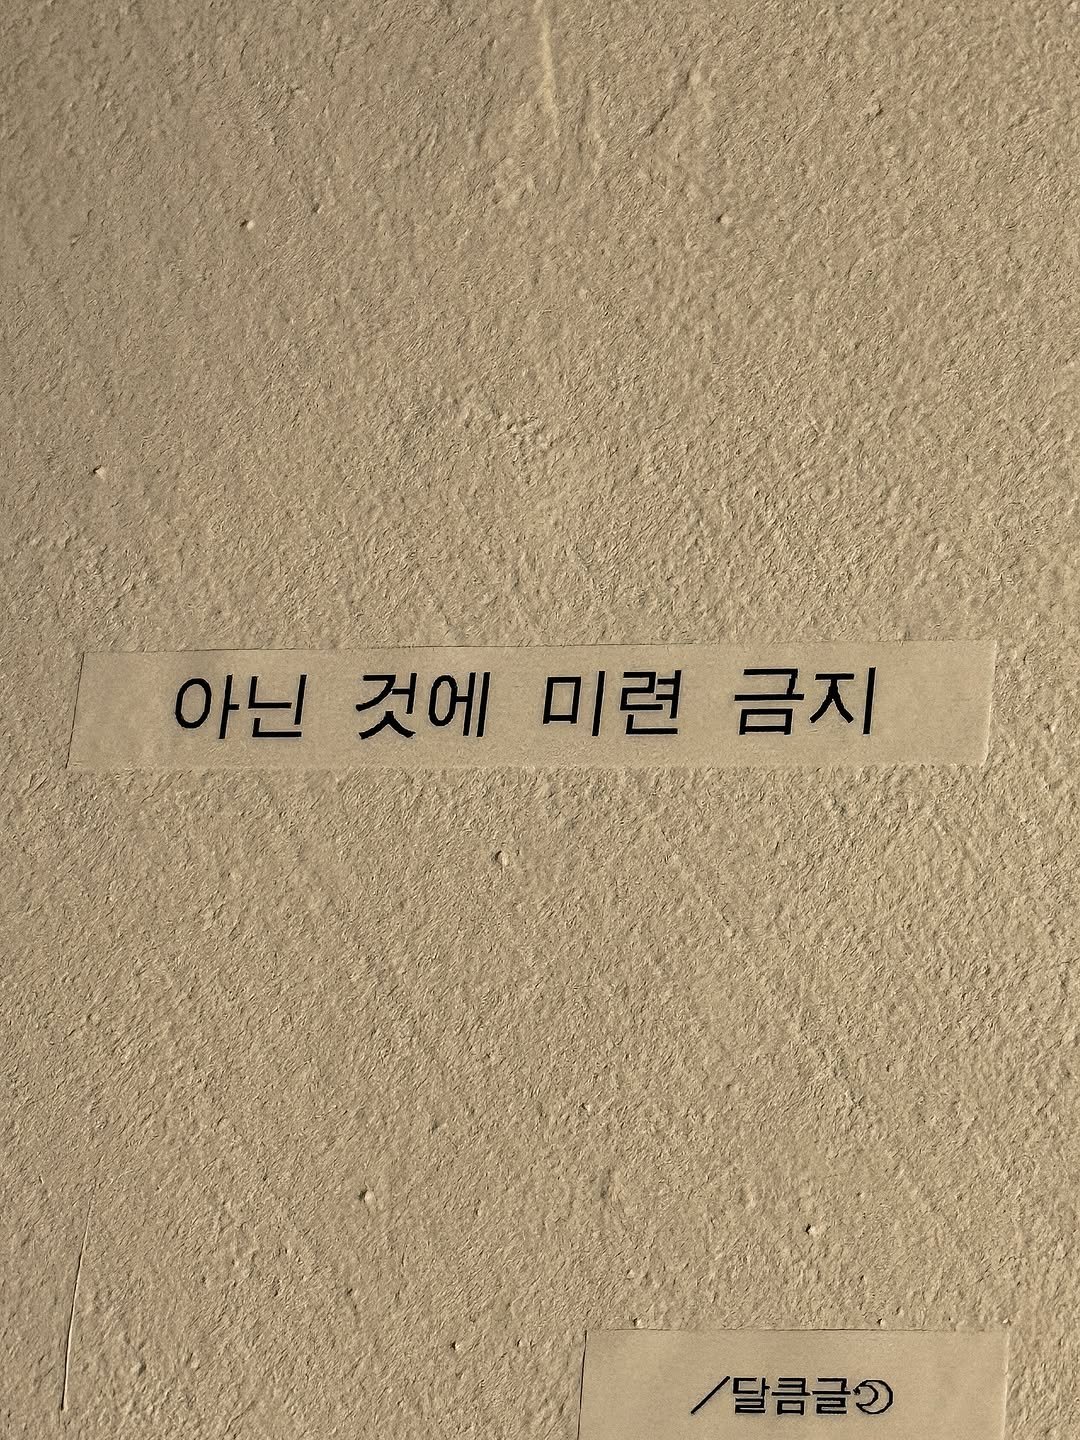 아닌 것에 미련 금지
/달큼글☾